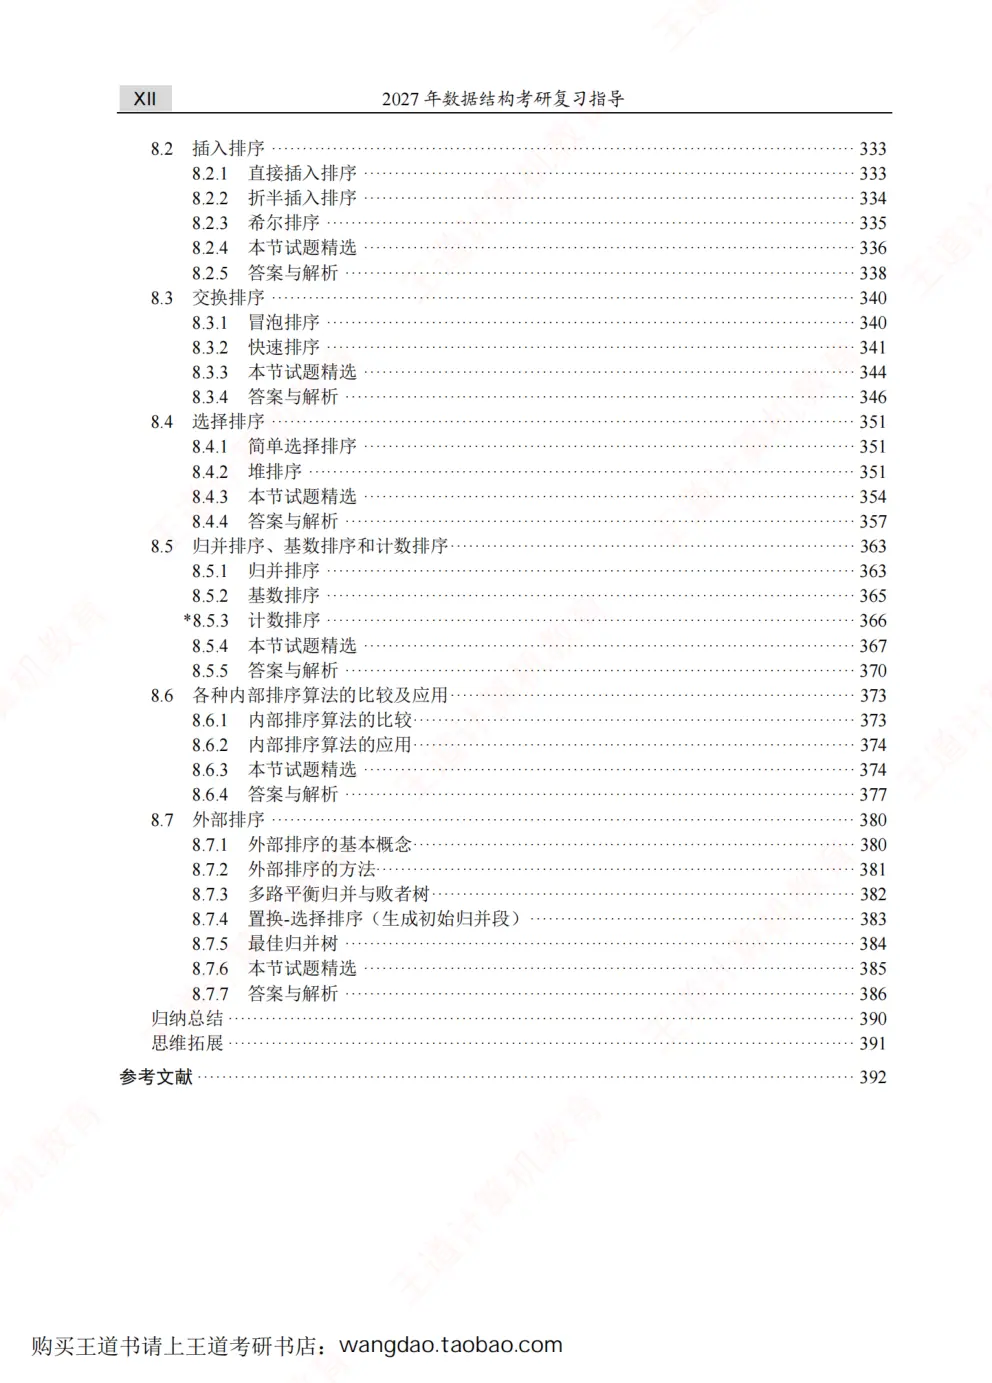 XII 2027 年数据结构考研复习指导
8.2 插入排序 333
8.2.1 直接插入排序 333
8.2.2 折半插入排序 334
8.2.3 希尔排序 335
8.2.4 本节试题精选 336
8.2.5 答案与解析 338
8.3 交换排序 340
8.3.1 冒泡排序 340
8.3.2 快速排序 341
8.3.3 本节试题精选 344
8.3.4 答案与解析 346
8.4 选择排序 351
8.4.1 简单选择排序 351
8.4.2 堆排序 351
8.4.3 本节试题精选 354
8.4.4 答案与解析 357
8.5 归并排序、基数排序和计数排序 363
8.5.1 归并排序 363
8.5.2 基数排序 365
*8.5.3 计数排序 366
8.5.4 本节试题精选 367
8.5.5 答案与解析 370
8.6 各种内部排序算法的比较及应用 373
8.6.1 内部排序算法的比较 373
8.6.2 内部排序算法的应用 374
8.6.3 本节试题精选 374
8.6.4 答案与解析 377
8.7 外部排序 380
8.7.1 外部排序的基本概念 380
8.7.2 外部排序的方法 381
8.7.3 多路平衡归并与败者树 382
8.7.4 置换-选择排序（生成初始归并段） 383
8.7.5 最佳归并树 384
8.7.6 本节试题精选 385
8.7.7 答案与解析 386
归纳总结 390
思维拓展 391
参考文献 392
王道计算机教育
购买王道书请上王道考研书店：wangdao.taobao.com